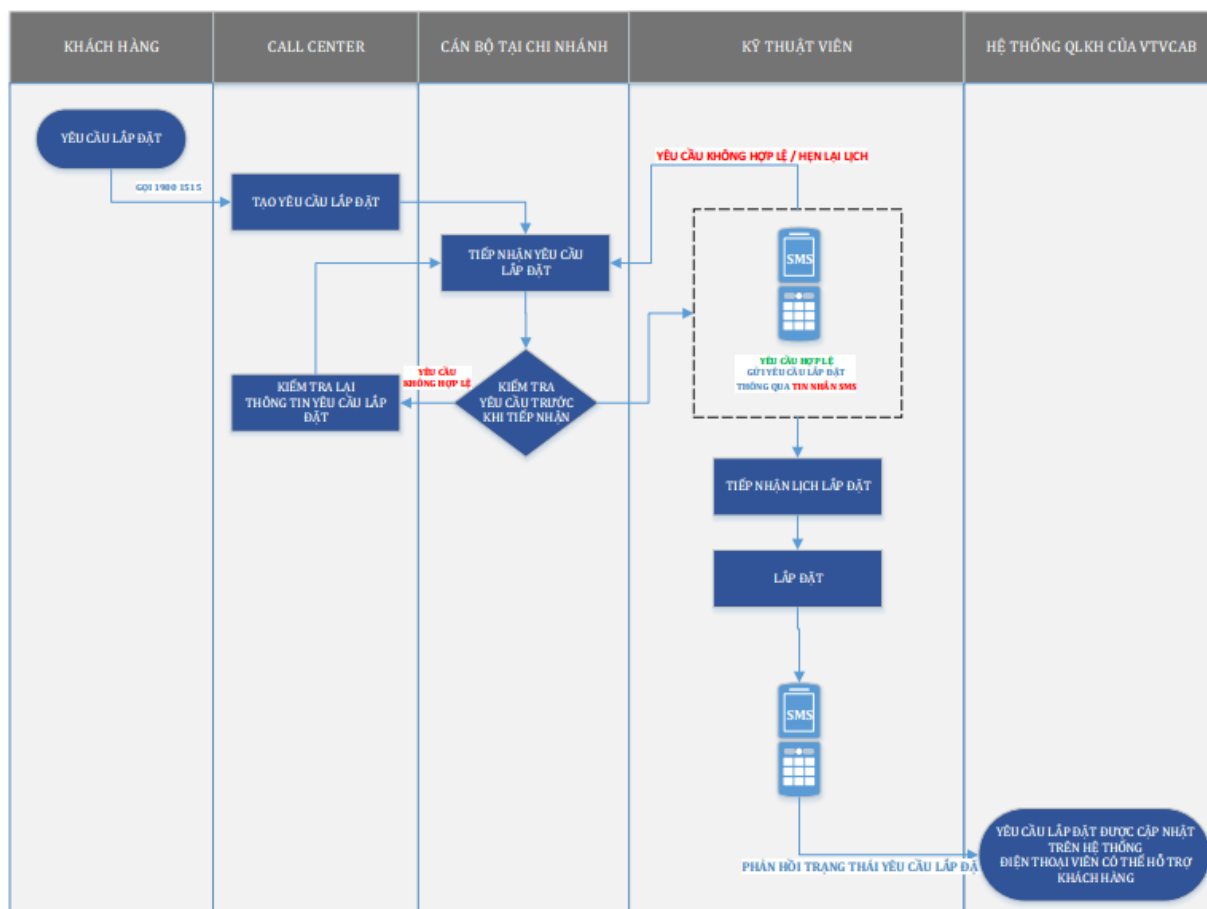 KHÁCH HÀNG
CALL CENTER
CÁN BỘ TẠI CHI NHÁNH
KỸ THUẬT VIÊN
HỆ THỐNG QLKH CỦA VTVCAB
YÊU CẦU LẮP ĐẶT
GỌI 1900 1515
TẠO YÊU CẦU LẮP ĐẶT
TIẾP NHẬN YÊU CẦU
LẮP ĐẶT
YÊU CẦU KHÔNG HỢP LỆ / HẸN LẠI LỊCH
SMS
YÊU CẦU HỢP LỆ
GỬI YÊU CẦU LẮP ĐẶT
THÔNG QUA TIN NHẮN SMS
YÊU CẦU
KHÔNG HỢP LỆ
KIỂM TRA LẠI
THÔNG TIN YÊU CẦU LẮP
ĐẶT
KIỂM TRA
YÊU CẦU TRƯỚC
KHI TIẾP NHẬN
TIẾP NHẬN LỊCH LẮP ĐẶT
LẮP ĐẶT
SMS
PHẢN HỒI TRẠNG THÁI YÊU CẦU LẮP ĐẶ
YÊU CẦU LẮP ĐẶT ĐƯỢC CẬP NHẬT
TRÊN HỆ THỐNG
ĐIỆN THOẠI VIÊN CÓ THỂ HỖ TRỢ
KHÁCH HÀNG